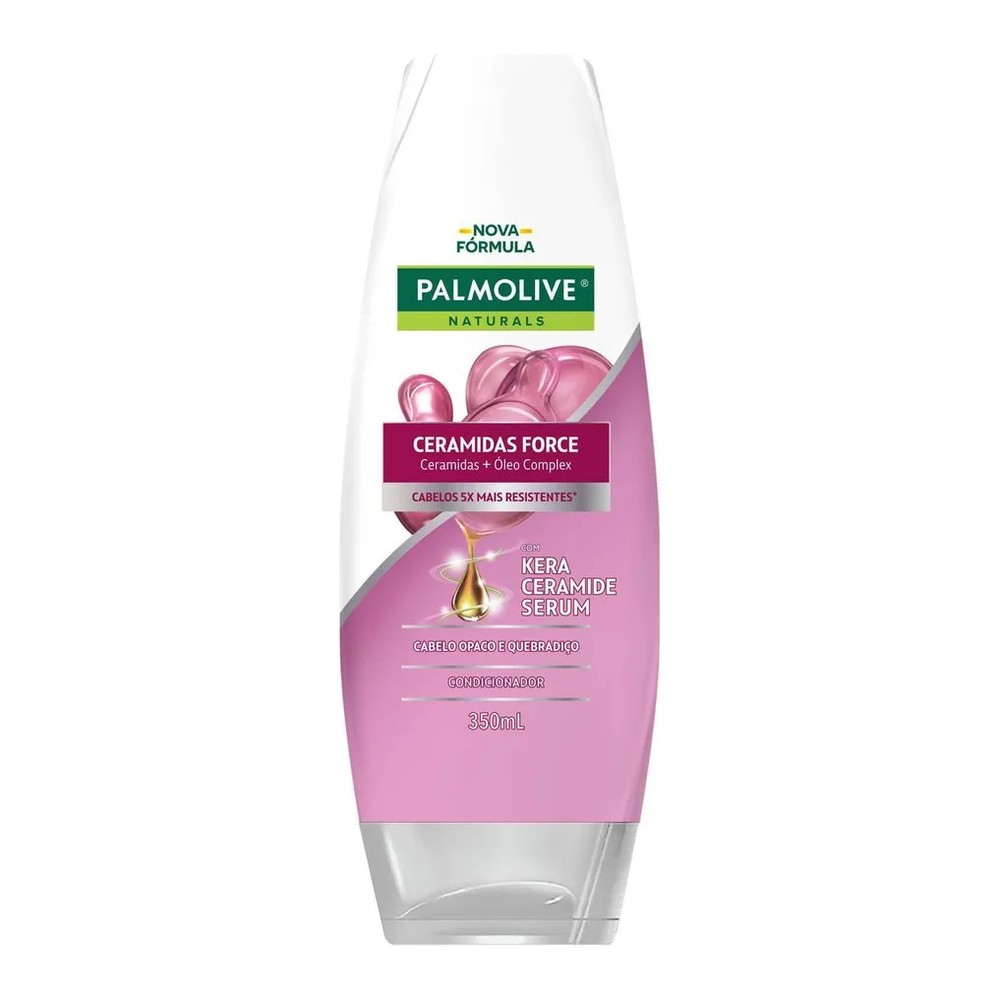 NOVA
FÓRMULA
PALMOLIVE®
NATURALS
CERAMIDAS FORCE
Ceramidas + Óleo Complex
CABELOS 5X MAIS RESISTENTES*
COM
KERA
CERAMIDE
SERUM
CABELO OPACO E QUEBRADIÇO
CONDICIONADOR
350mL